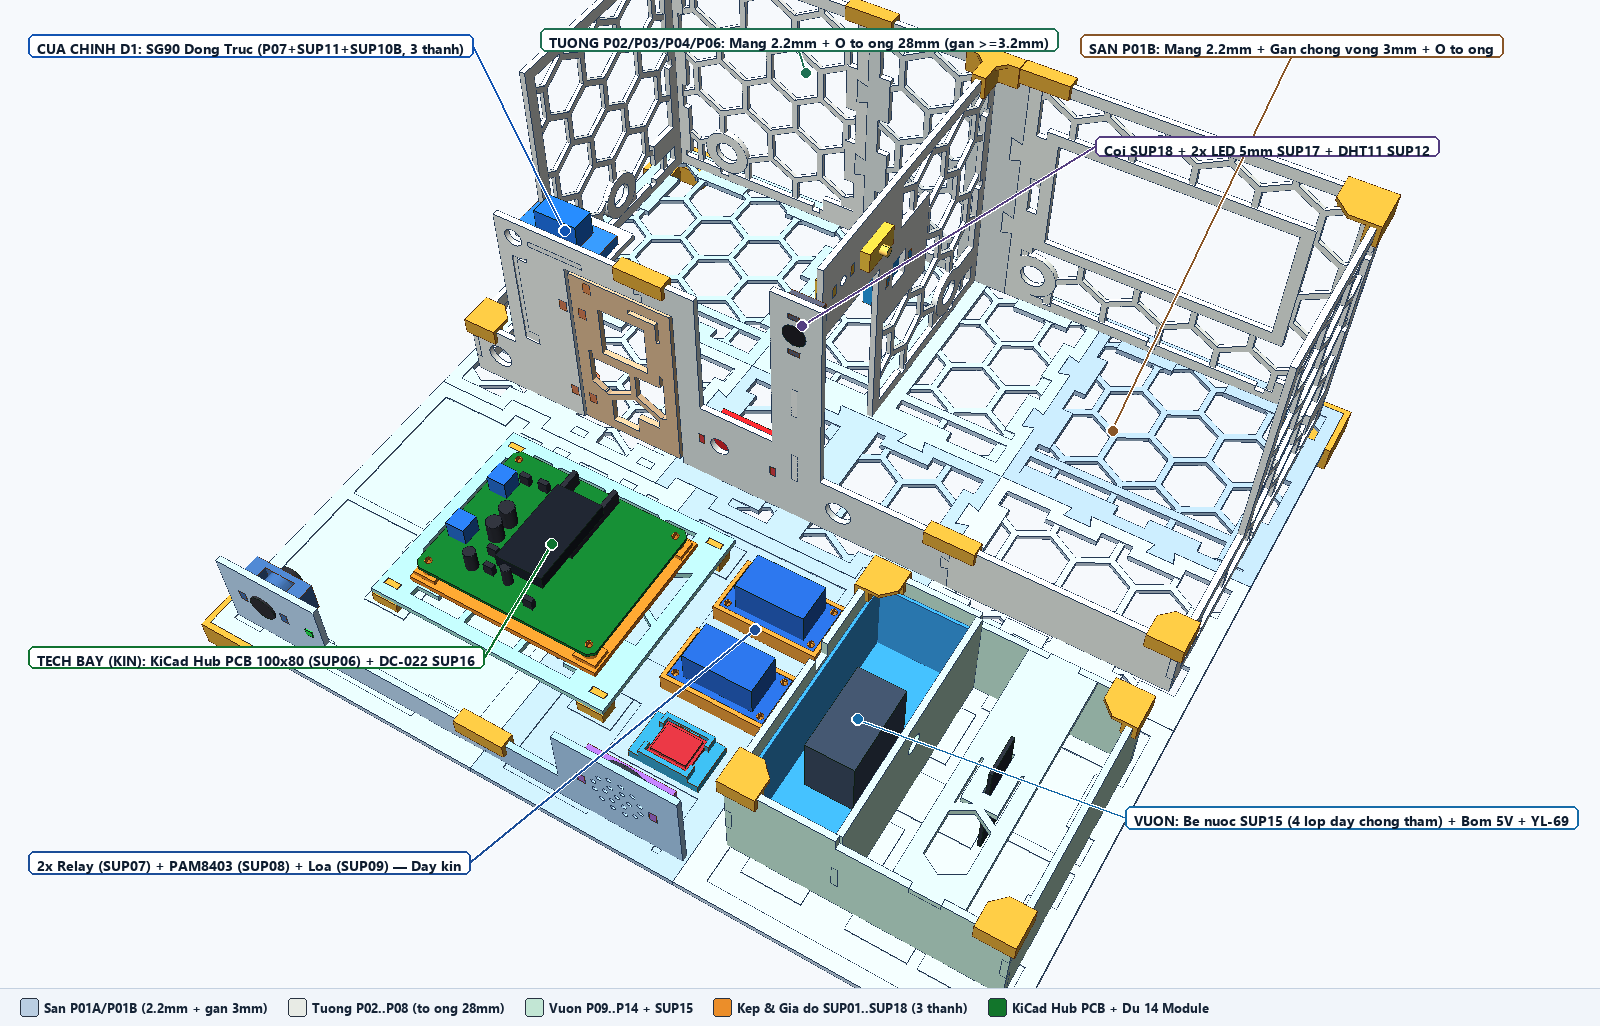 CUA CHINH D1: SG90 Dong Truc (P07+SUP11+SUP10B, 3 thanh)
TUONG P02/P03/P04/P06: Mang 2.2mm + O to ong 28mm (gan >=3.2mm)
SAN P01B: Mang 2.2mm + Gan chong vong 3mm + O to ong
Coi SUP18 + 2x LED 5mm SUP17 + DHT11 SUP12
TECH BAY (KIN): KiCad Hub PCB 100x80 (SUP06) + DC-022 SUP16
VUON: Be nuoc SUP15 (4 lop day chong tham) + Bom 5V + YL-69
2x Relay (SUP07) + PAM8403 (SUP08) + Loa (SUP09) — Day kin
San P01A/P01B (2.2mm + gan 3mm)
Tuong P02..P08 (to ong 28mm)
Vuon P09..P14 + SUP15
Kep & Gia do SUP01..SUP18 (3 thanh)
KiCad Hub PCB + Du 14 Module